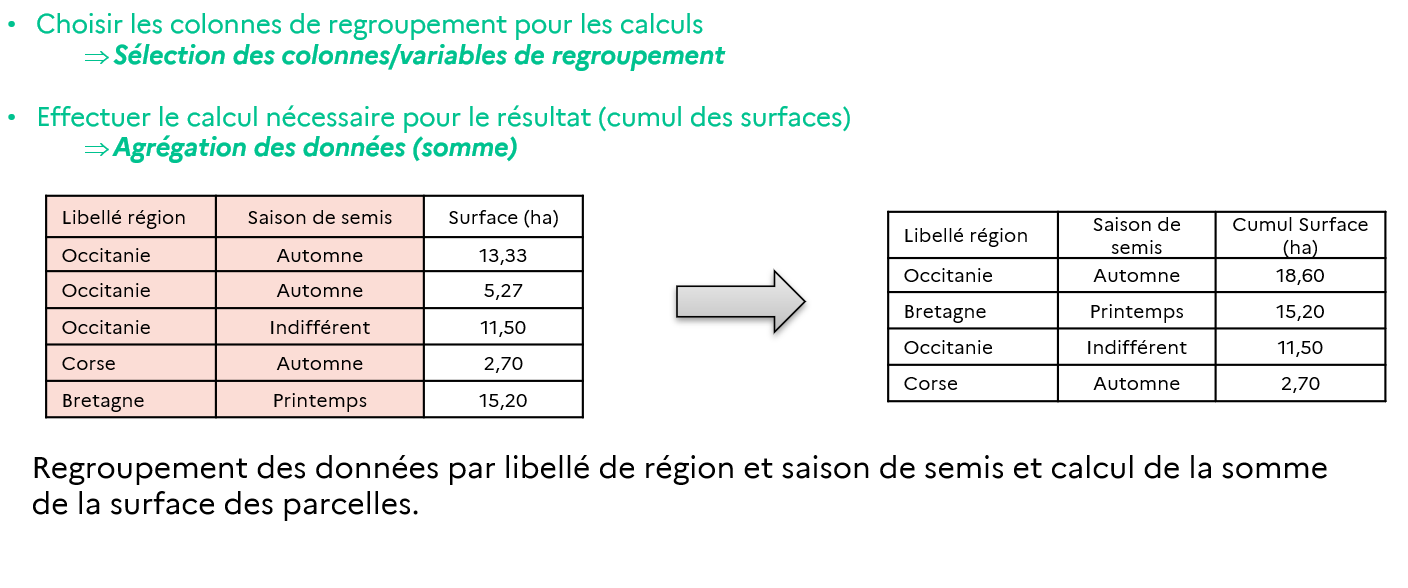 • Choisir les colonnes de regroupement pour les calculs
⇒ Sélection des colonnes/variables de regroupement
• Effectuer le calcul nécessaire pour le résultat (cumul des surfaces)
⇒ Agrégation des données (somme)
Libellé région Saison de semis Surface (ha)
Occitanie Automne 13,33
Occitanie Automne 5,27
Occitanie Indifférent 11,50
Corse Automne 2,70
Bretagne Printemps 15,20
Libellé région Saison de semis Cumul Surface (ha)
Occitanie Automne 18,60
Bretagne Printemps 15,20
Occitanie Indifférent 11,50
Corse Automne 2,70
Regroupement des données par libellé de région et saison de semis et calcul de la somme
de la surface des parcelles.